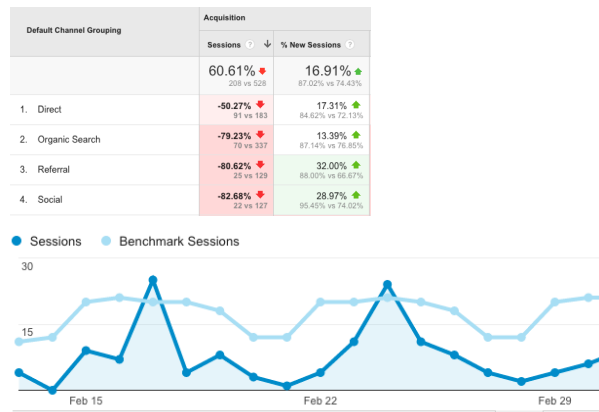 Default Channel Grouping
Acquisition
Sessions ? % New Sessions ?
60.61% 16.91%
208 vs 528 87.02% vs 74.43%
1. Direct -50.27% 17.31%
91 vs 183 84.62% vs 72.13%
2. Organic Search -79.23% 13.39%
70 vs 337 87.14% vs 76.85%
3. Referral -80.62% 32.00%
25 vs 129 88.00% vs 66.67%
4. Social -82.68% 28.97%
22 vs 127 95.45% vs 74.02%
Sessions Benchmark Sessions
30
15
Feb 15 Feb 22 Feb 29